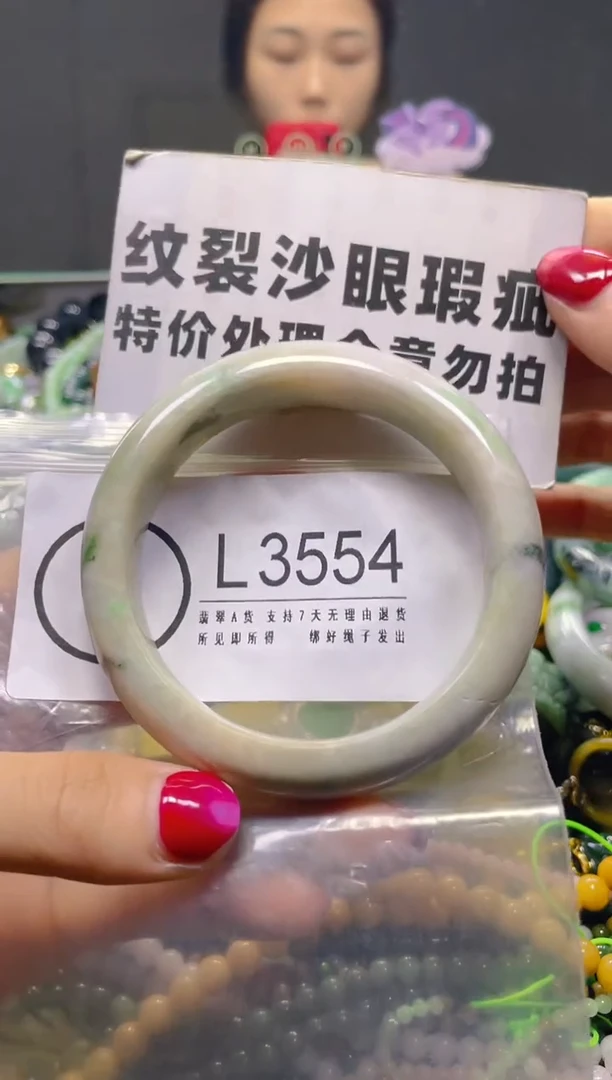 纹裂沙眼瑕疵
特价处理介意勿拍
L3554
翡翠A货 支持7天无理由退货
所见即所得 绑好绳子发出